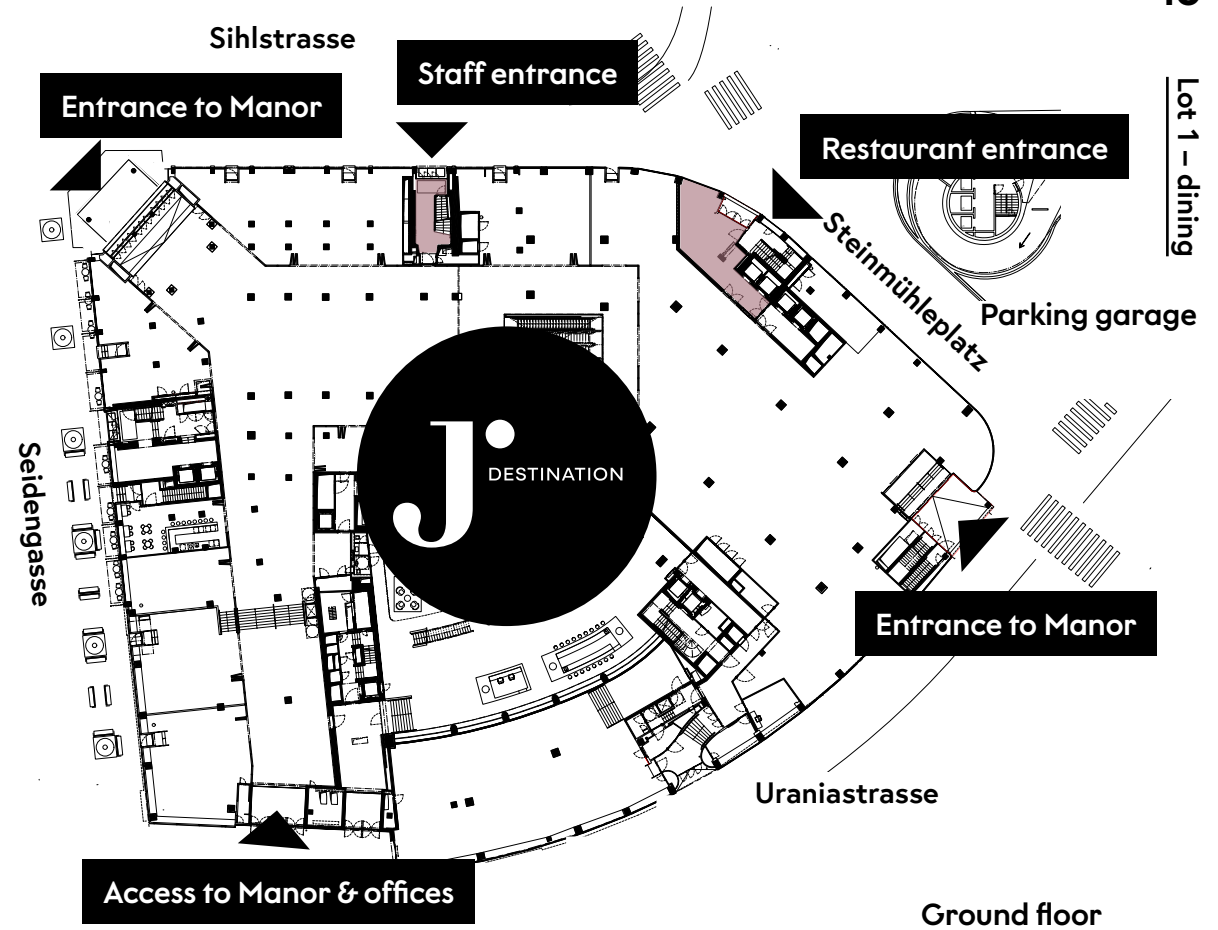 Sihlstrasse
Staff entrance
Entrance to Manor
Lot 1 – dining
Restaurant entrance
Steinmühleplatz
Parking garage
J
DESTINATION
Seidengasse
Entrance to Manor
Uraniastrasse
Access to Manor & offices
Ground floor